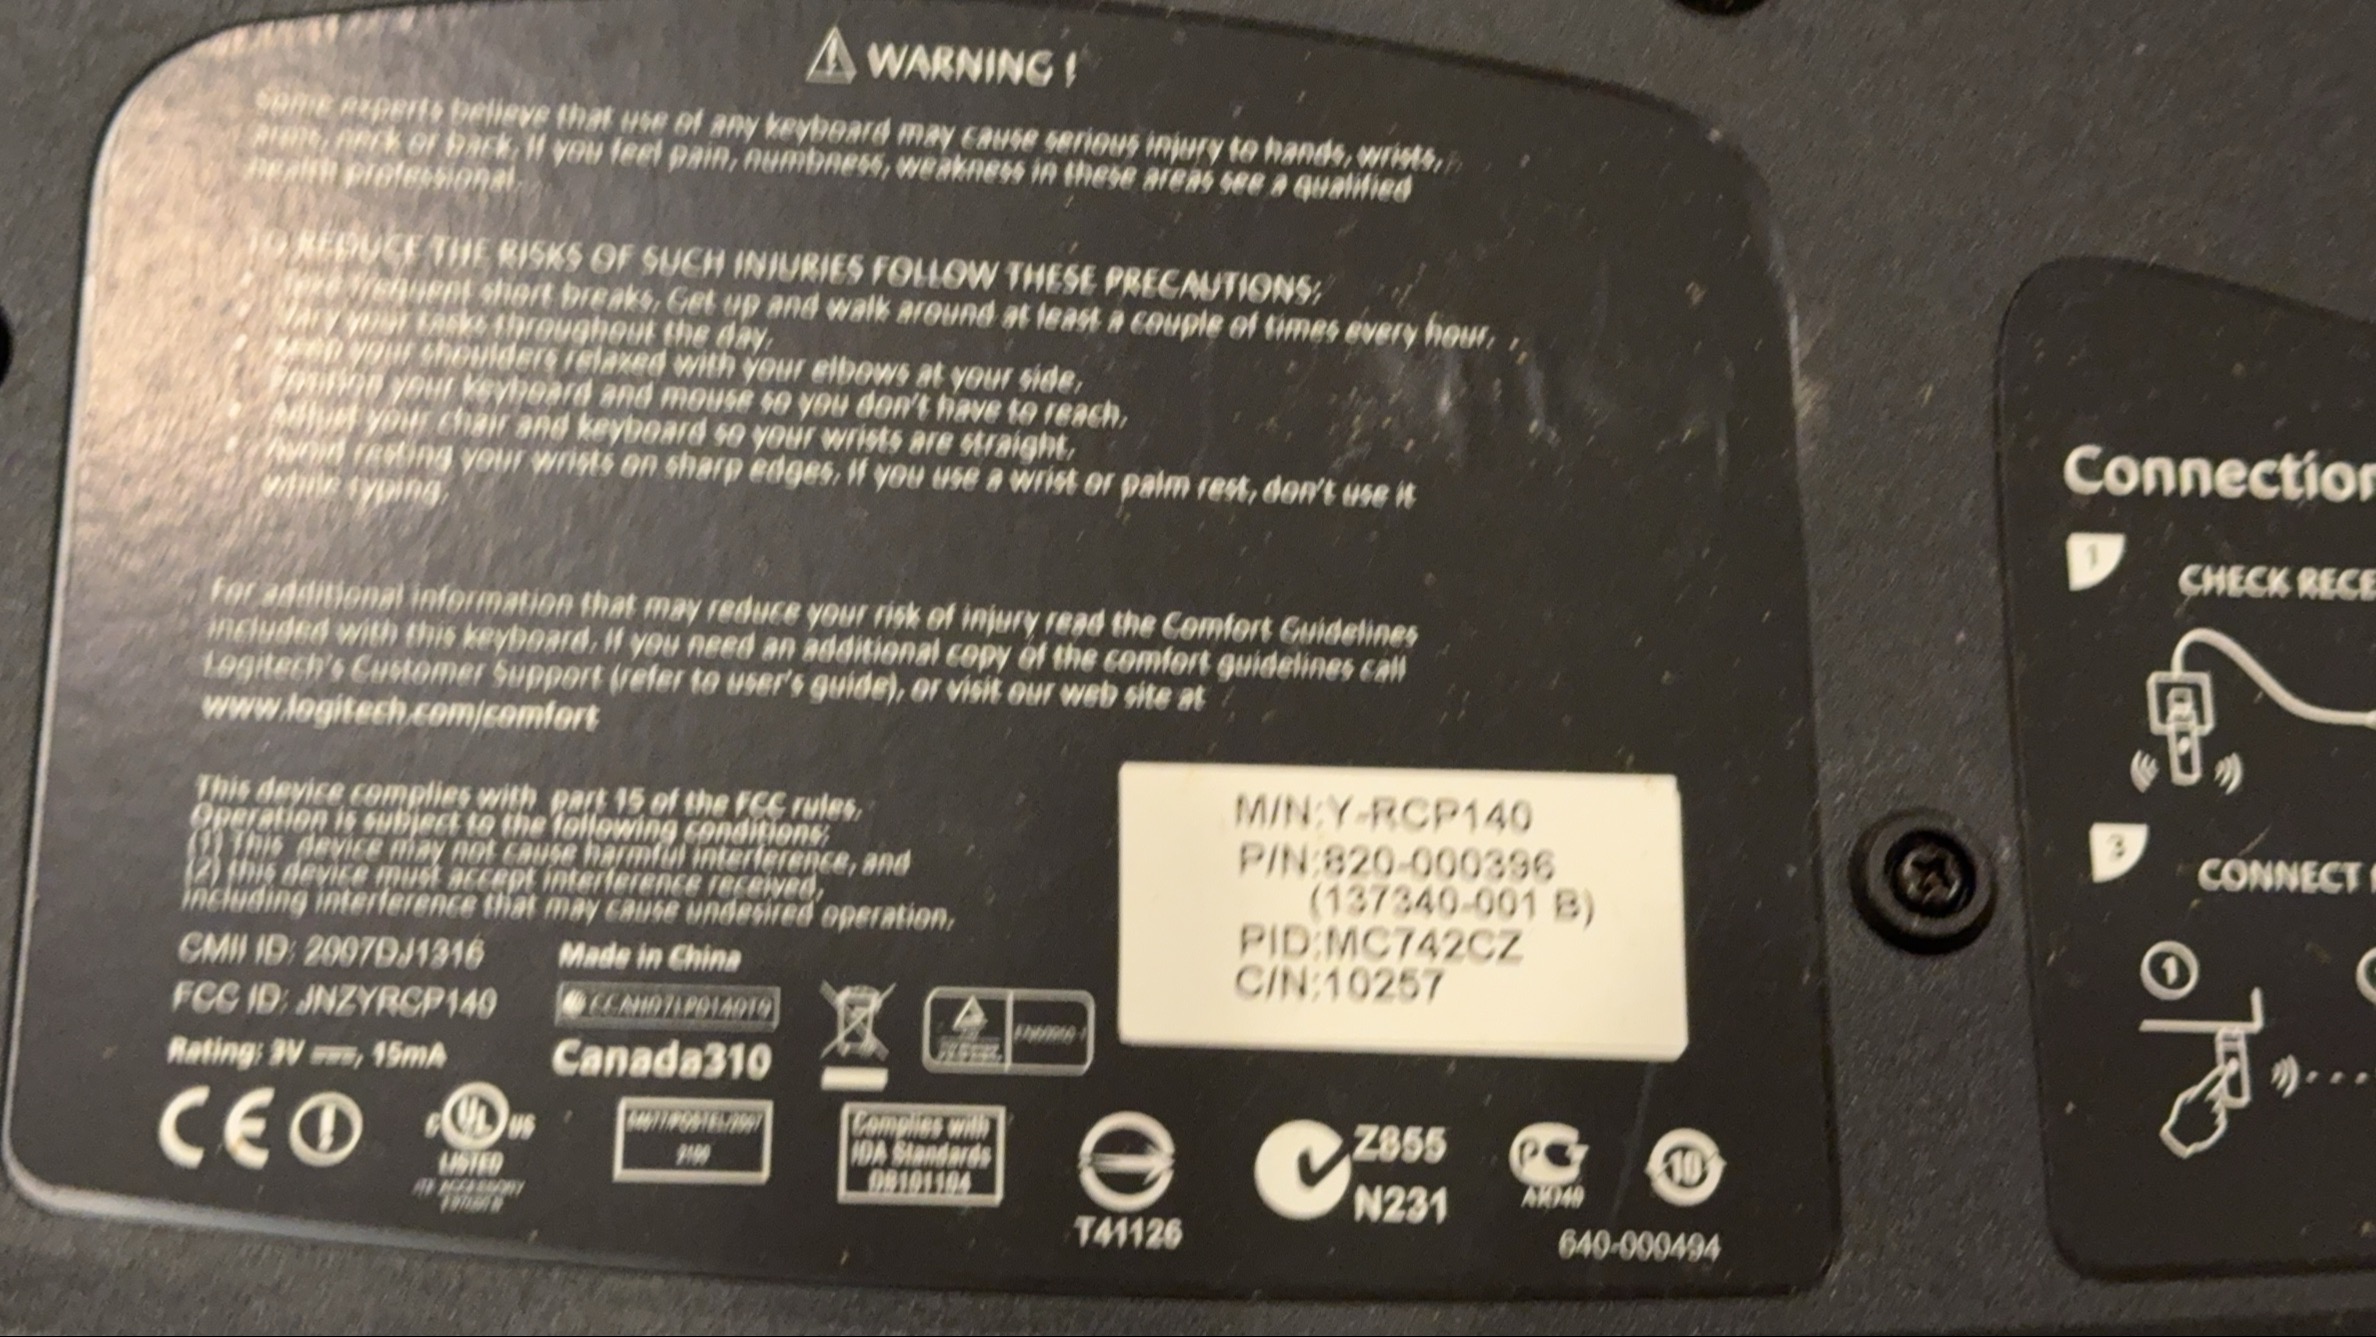 WARNING !
Some experts believe that use of any keyboard may cause serious injury to hands, wrists,
arms, neck or back. If you feel pain, numbness, weakness in these areas see a qualified
health professional.
TO REDUCE THE RISKS OF SUCH INJURIES FOLLOW THESE PRECAUTIONS:
Take frequent short breaks. Get up and walk around at least a couple of times every hour.
Vary your tasks throughout the day.
Keep your shoulders relaxed with your elbows at your side.
Position your keyboard and mouse so you don't have to reach.
Adjust your chair and keyboard so your wrists are straight.
Avoid resting your wrists on sharp edges. If you use a wrist or palm rest, don't use it
while typing.
For additional information that may reduce your risk of injury read the Comfort Guidelines
included with this keyboard. If you need an additional copy of the comfort guidelines call
Logitech's Customer Support (refer to user's guide), or visit our web site at
www.logitech.com/comfort
This device complies with part 15 of the FCC rules.
Operation is subject to the following conditions:
(1) This device may not cause harmful interference, and
(2) this device must accept interference received,
including interference that may cause undesired operation.
CMII ID: 2007DJ1316
Made in China
FCC ID: JNZYRCP140
Rating: 3V, 15mA
Canada310
M/N:Y-RCP140
P/N:820-000396
(137340-001 B)
PID:MC742CZ
C/N:10257
CE
C UL US
LISTED
Complies with
IDA Standards
DB101104
T41126
Z855
N231
10
640-000494
Connection
1
CHECK RECE
3
CONNECT
1